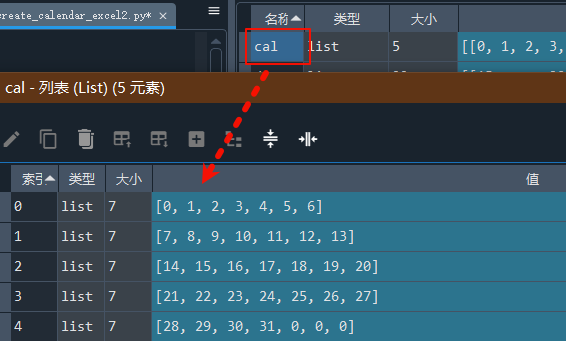 create_calendar_excel2.py*
名称 类型 大小
cal list 5 [[0, 1, 2, 3,
cal - 列表 (List) (5 元素)
索引 类型 大小 值
0 list 7 [0, 1, 2, 3, 4, 5, 6]
1 list 7 [7, 8, 9, 10, 11, 12, 13]
2 list 7 [14, 15, 16, 17, 18, 19, 20]
3 list 7 [21, 22, 23, 24, 25, 26, 27]
4 list 7 [28, 29, 30, 31, 0, 0, 0]